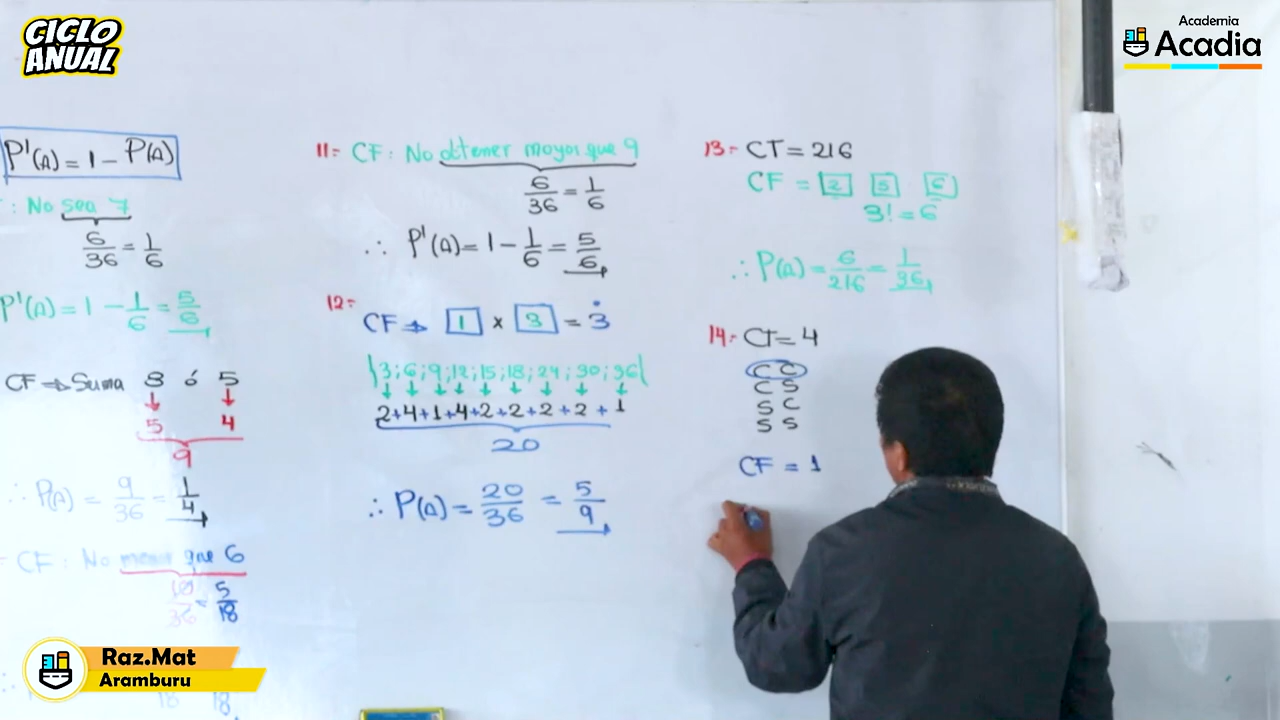 CICLO
ANUAL
Academia
Acadia
P'(A) = 1 - P(A)
: No sea 7
6/36 = 1/6
P'(A) = 1 - 1/6 = 5/6
CF ⇒ Suma 3 ó 5
5 4
9
∴ P(A) = 9/36 = 1/4
CF : No menor que 6
10/36 = 5/18
18 18
11.- CF : No obtener mayor que 9
6/36 = 1/6
∴ P'(A) = 1 - 1/6 = 5/6
12.-
CF ⇒ 1 x 3 = 3̇
3 ; 6 ; 9 ; 12 ; 15 ; 18 ; 24 ; 30 ; 36
2+4+1+4+2+2+2+2+1
20
∴ P(A) = 20/36 = 5/9
13.- CT = 216
CF = 2 5 6
3! = 6
∴ P(A) = 6/216 = 1/36
14.- CT = 4
C C
C S
S C
S S
CF = 1
Raz.Mat
Aramburu